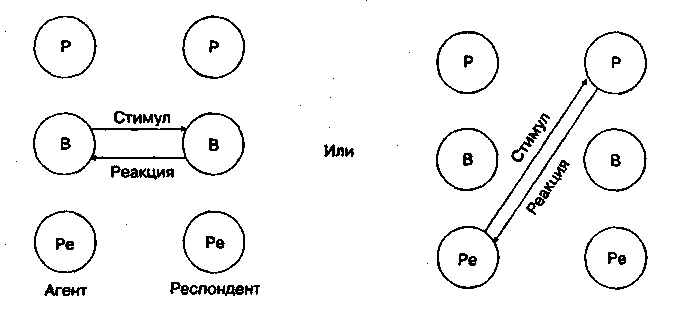 Р Р
Стимул
В В
Реакция
Ре Ре
Агент Респондент
Или
Р Р
Стимул
В В
Реакция
Ре Ре